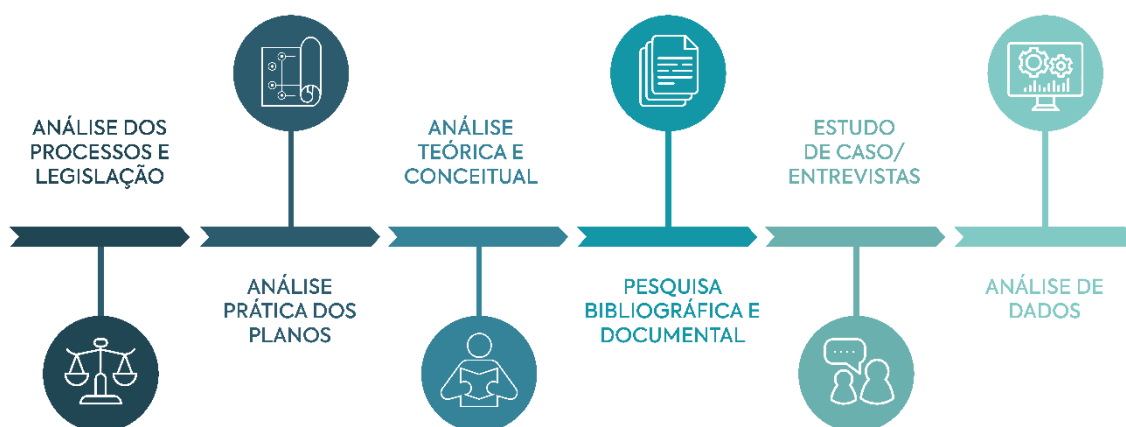 ANÁLISE DOS
PROCESSOS E
LEGISLAÇÃO
ANÁLISE
PRÁTICA DOS
PLANOS
ANÁLISE
TEÓRICA E
CONCEITUAL
PESQUISA
BIBLIOGRÁFICA E
DOCUMENTAL
ESTUDO
DE CASO/
ENTREVISTAS
ANÁLISE DE
DADOS